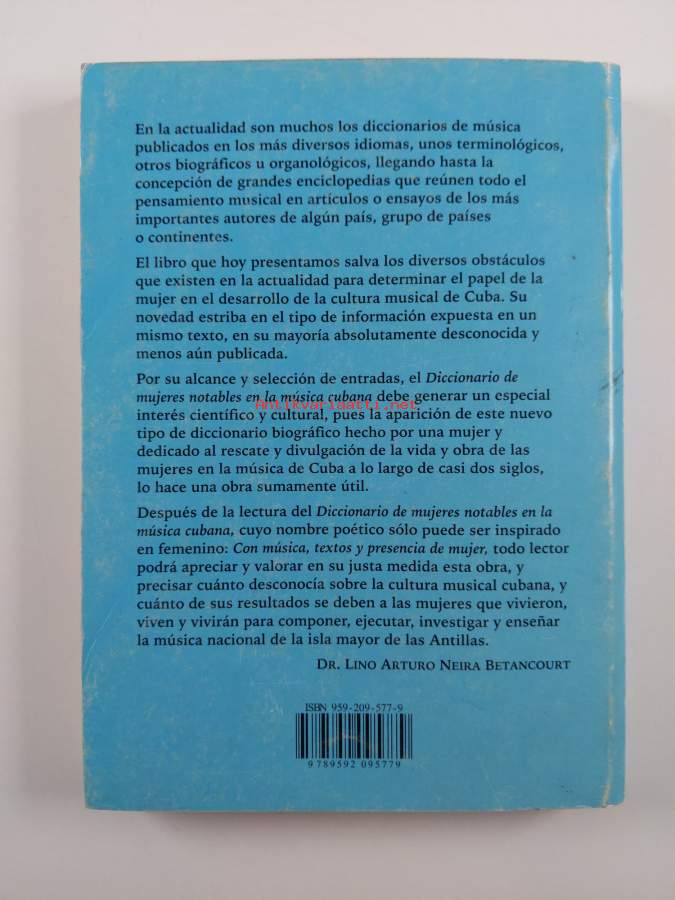 En la actualidad son muchos los diccionarios de música
publicados en los más diversos idiomas, unos terminológicos,
otros biográficos u organológicos, llegando hasta la
concepción de grandes enciclopedias que reúnen todo el
pensamiento musical en artículos o ensayos de los más
importantes autores de algún país, grupo de países
o continentes.
El libro que hoy presentamos salva los diversos obstáculos
que existen en la actualidad para determinar el papel de la
mujer en el desarrollo de la cultura musical de Cuba. Su
novedad estriba en el tipo de información expuesta en un
mismo texto, en su mayoría absolutamente desconocida y
menos aún publicada.
Por su alcance y selección de entradas, el Diccionario de
mujeres notables en la música cubana debe generar un especial
Antikvariaatti.net
interés científico y cultural, pues la aparición de este nuevo
tipo de diccionario biográfico hecho por una mujer y
dedicado al rescate y divulgación de la vida y obra de las
mujeres en la música de Cuba a lo largo de casi dos siglos,
lo hace una obra sumamente útil.
Después de la lectura del Diccionario de mujeres notables en la
música cubana, cuyo nombre poético sólo puede ser inspirado
en femenino: Con música, textos y presencia de mujer, todo lector
podrá apreciar y valorar en su justa medida esta obra, y
precisar cuánto desconocía sobre la cultura musical cubana, y
cuánto de sus resultados se deben a las mujeres que vivieron,
viven y vivirán para componer, ejecutar, investigar y enseñar
la música nacional de la isla mayor de las Antillas.
DR. LINO ARTURO NEIRA BETANCOURT
ISBN 959-209-577-9
9 789592 095779